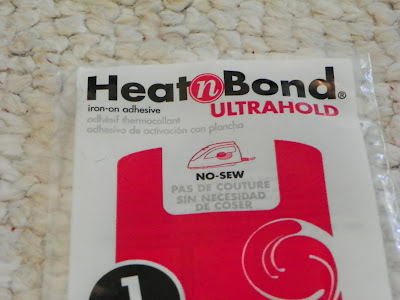 HeatnBond®
ULTRAHOLD
iron-on adhesive
adhésif thermocollant
adhesivo de activación con plancha
NO-SEW
PAS DE COUTURE
SIN NECESIDAD
DE COSER
1